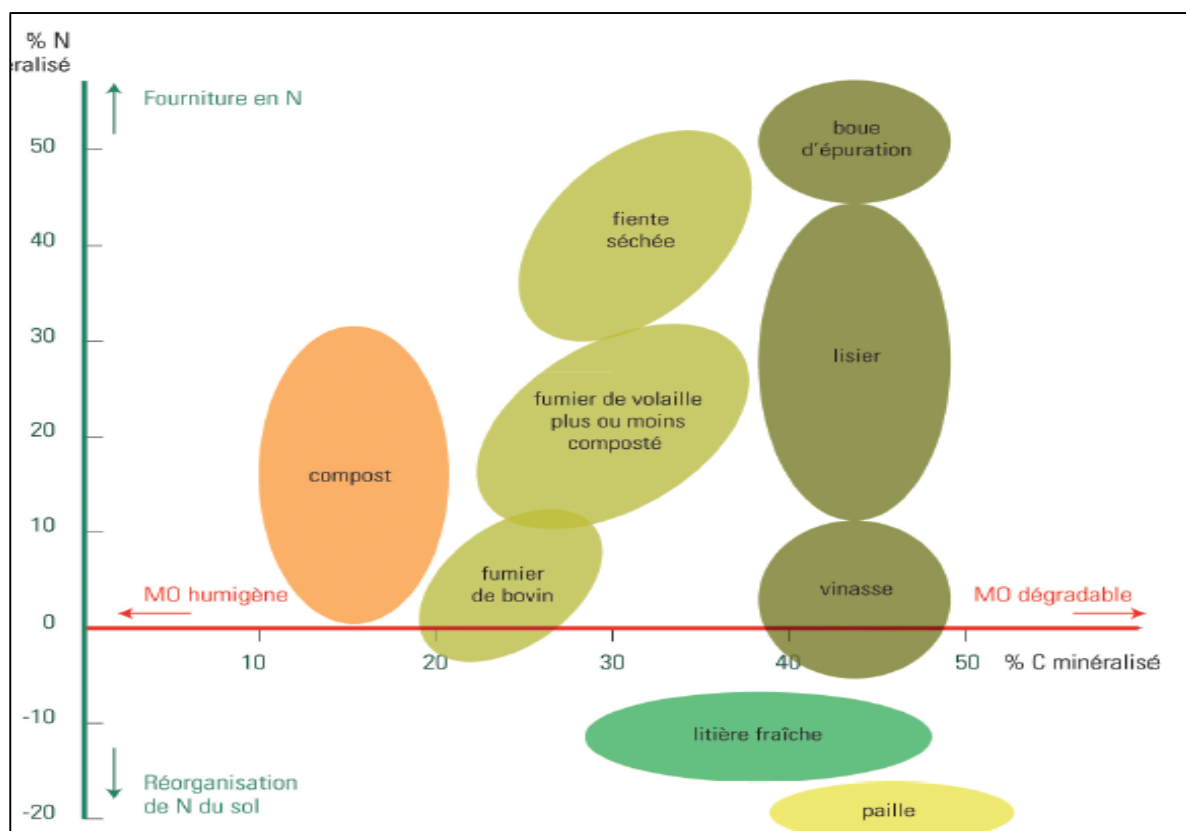 % N
éralisé
Fourniture en N
50
40
30
20
10
0
-10
-20
boue
d'épuration
fiente
séchée
lisier
fumier de volaille
plus ou moins
composté
compost
fumier
de bovin
vinasse
MO humigène
MO dégradable
10
20
30
40
50
% C minéralisé
litière fraîche
Réorganisation
de N du sol
paille